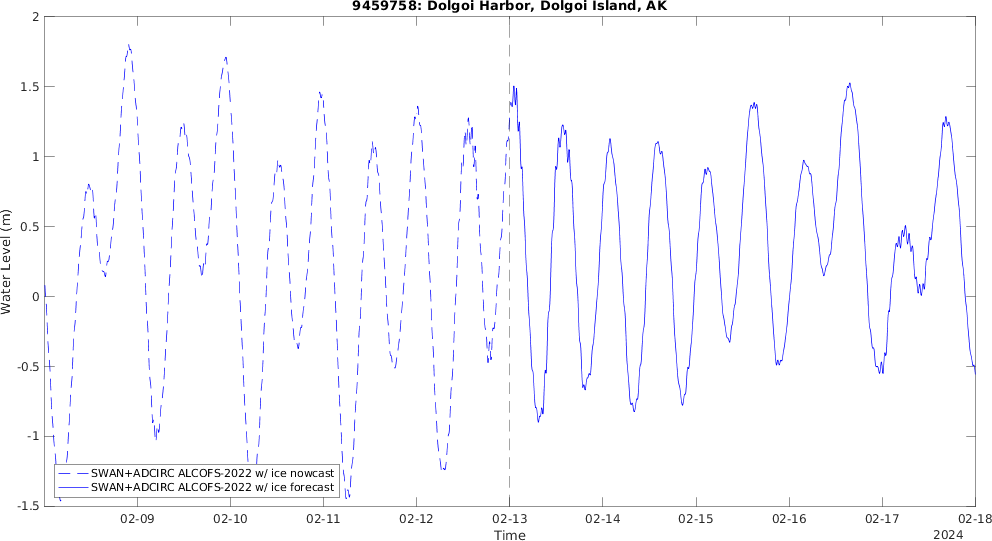 9459758: Dolgoi Harbor, Dolgoi Island, AK
2
1.5
1
0.5
0
-0.5
-1
-1.5
Water Level (m)
SWAN+ADCIRC ALCOFS-2022 w/ ice nowcast
SWAN+ADCIRC ALCOFS-2022 w/ ice forecast
02-09 02-10 02-11 02-12 02-13 02-14 02-15 02-16 02-17 02-18
Time
2024